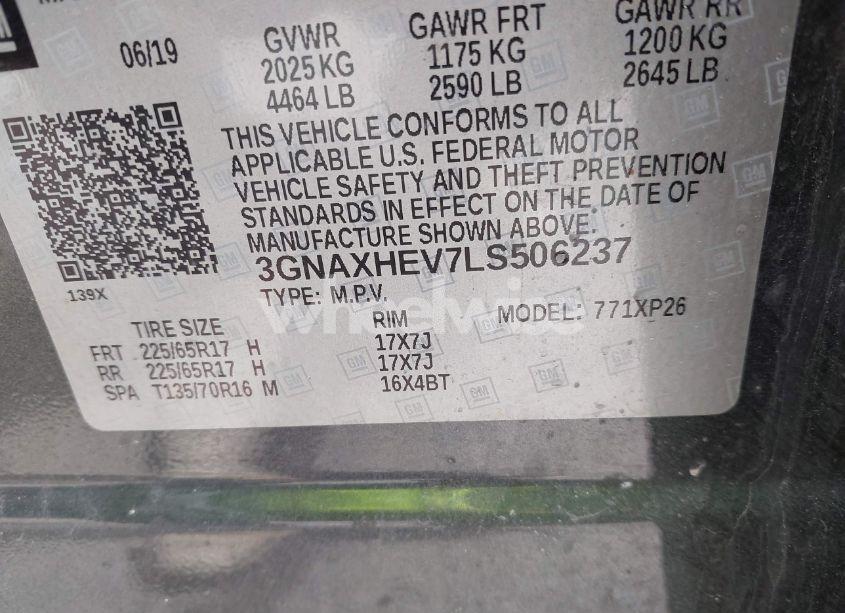 06/19 GVWR GAWR FRT GAWR RR
2025 KG 1175 KG 1200 KG
4464 LB 2590 LB 2645 LB
THIS VEHICLE CONFORMS TO ALL
APPLICABLE U.S. FEDERAL MOTOR
VEHICLE SAFETY AND THEFT PREVENTION
STANDARDS IN EFFECT ON THE DATE OF
MANUFACTURE SHOWN ABOVE.
3GNAXHEV7LS506237
139X
TYPE: M.P.V. MODEL: 771XP26
wheelwise
TIRE SIZE RIM
FRT 225/65R17 H 17X7J
RR 225/65R17 H 17X7J
SPA T135/70R16 M 16X4BT